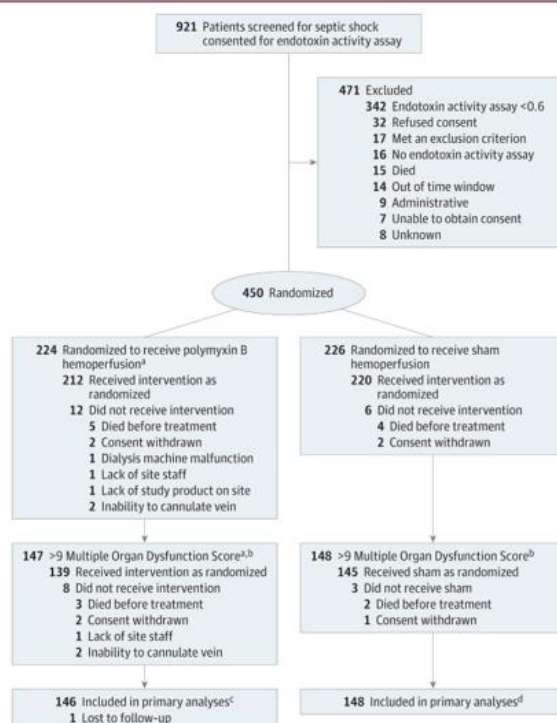 921 Patients screened for septic shock
consented for endotoxin activity assay
471 Excluded
342 Endotoxin activity assay <0.6
32 Refused consent
17 Met an exclusion criterion
16 No endotoxin activity assay
15 Died
14 Out of time window
9 Administrative
7 Unable to obtain consent
8 Unknown
450 Randomized
224 Randomized to receive polymyxin B
hemoperfusionᵃ
212 Received intervention as
randomized
12 Did not receive intervention
5 Died before treatment
2 Consent withdrawn
1 Dialysis machine malfunction
1 Lack of site staff
1 Lack of study product on site
2 Inability to cannulate vein
226 Randomized to receive sham
hemoperfusion
220 Received intervention as
randomized
6 Did not receive intervention
4 Died before treatment
2 Consent withdrawn
147 >9 Multiple Organ Dysfunction Scoreᵃ,ᵇ
139 Received intervention as randomized
8 Did not receive intervention
3 Died before treatment
2 Consent withdrawn
1 Lack of site staff
2 Inability to cannulate vein
148 >9 Multiple Organ Dysfunction Scoreᵇ
145 Received sham as randomized
3 Did not receive sham
2 Died before treatment
1 Consent withdrawn
146 Included in primary analysesᶜ
1 Lost to follow-up
148 Included in primary analysesᵈ